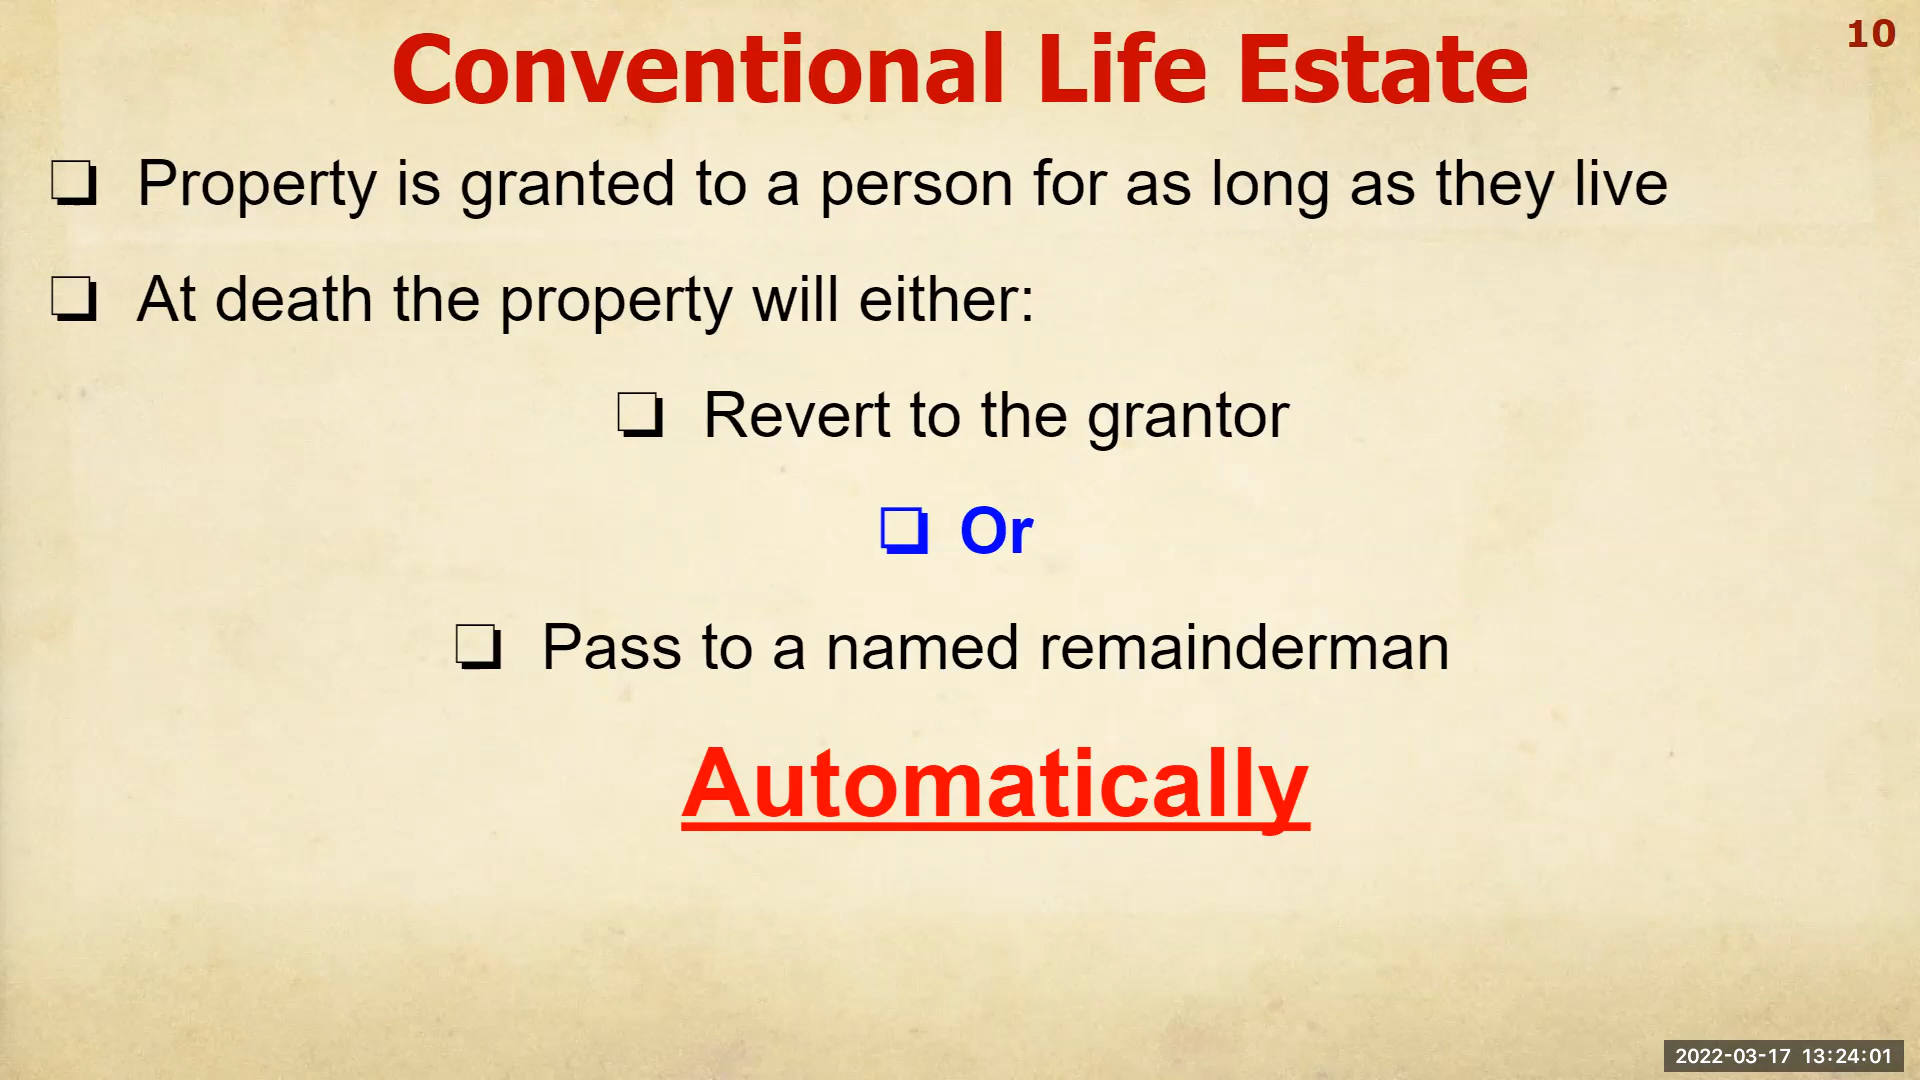 Conventional Life Estate
10
❏ Property is granted to a person for as long as they live
❏ At death the property will either:
❏ Revert to the grantor
❏ Or
❏ Pass to a named remainderman
Automatically
2022-03-17 13:24:01